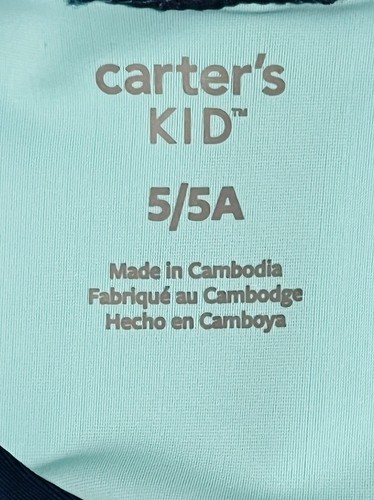 carter's
KID™
5/5A
Made in Cambodia
Fabriqué au Cambodge
Hecho en Camboya